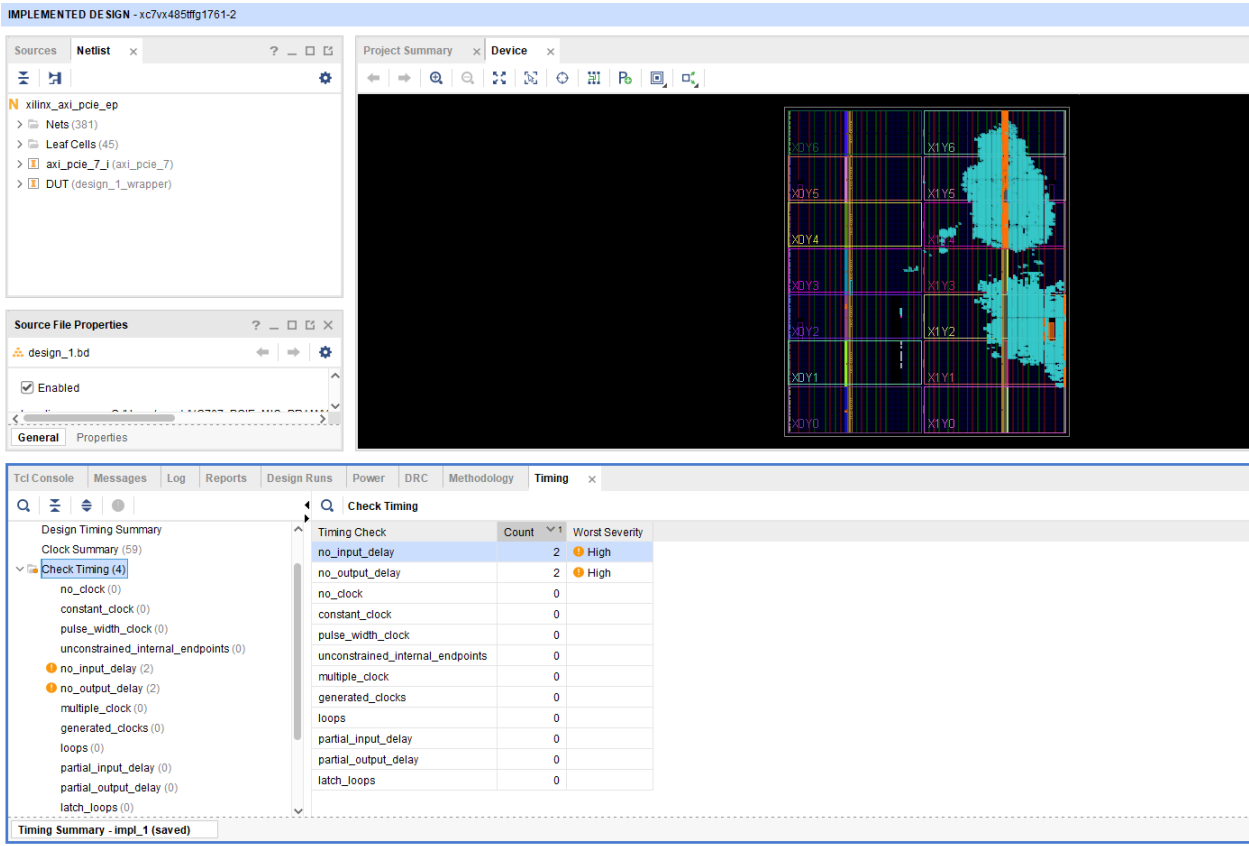 IMPLEMENTED DESIGN - xc7vx485tffg1761-2
Sources Netlist × ? _
N xilinx_axi_pcie_ep
Nets (381)
Leaf Cells (45)
axi_pcie_7_i (axi_pcie_7)
DUT (design_1_wrapper)
Project Summary × Device ×
X0Y6 X1Y6
X0Y5 X1Y5
X0Y4
X0Y3 X1Y3
X0Y2 X1Y2
X0Y1 X1Y1
X0Y0 X1Y0
Source File Properties ? _ ×
design_1.bd
Enabled
General Properties
Tcl Console Messages Log Reports Design Runs Power DRC Methodology Timing ×
Design Timing Summary
Clock Summary (59)
Check Timing (4)
no_clock (0)
constant_clock (0)
pulse_width_clock (0)
unconstrained_internal_endpoints (0)
no_input_delay (2)
no_output_delay (2)
multiple_clock (0)
generated_clocks (0)
loops (0)
partial_input_delay (0)
partial_output_delay (0)
latch_loops (0)
Check Timing
Timing Check Count 1 Worst Severity
no_input_delay 2 High
no_output_delay 2 High
no_clock 0
constant_clock 0
pulse_width_clock 0
unconstrained_internal_endpoints 0
multiple_clock 0
generated_clocks 0
loops 0
partial_input_delay 0
partial_output_delay 0
latch_loops 0
Timing Summary - impl_1 (saved)